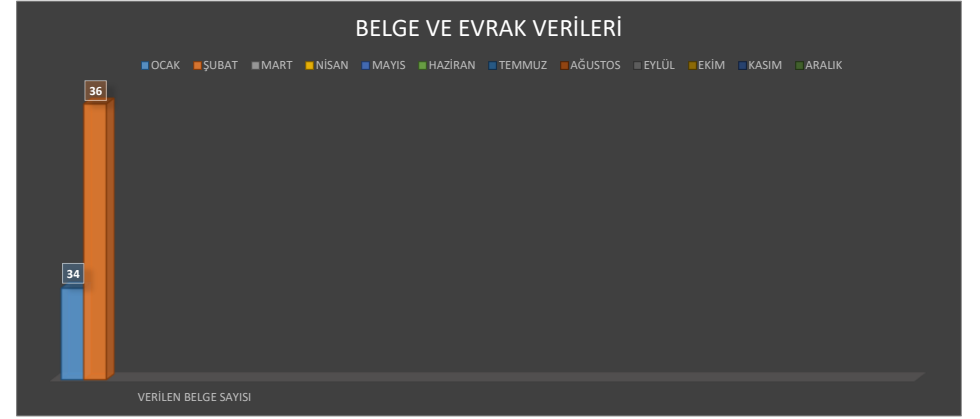 BELGE VE EVRAK VERİLERİ
OCAK ŞUBAT MART NİSAN MAYIS HAZİRAN TEMMUZ AĞUSTOS EYLÜL EKİM KASIM ARALIK
36
34
VERİLEN BELGE SAYISI